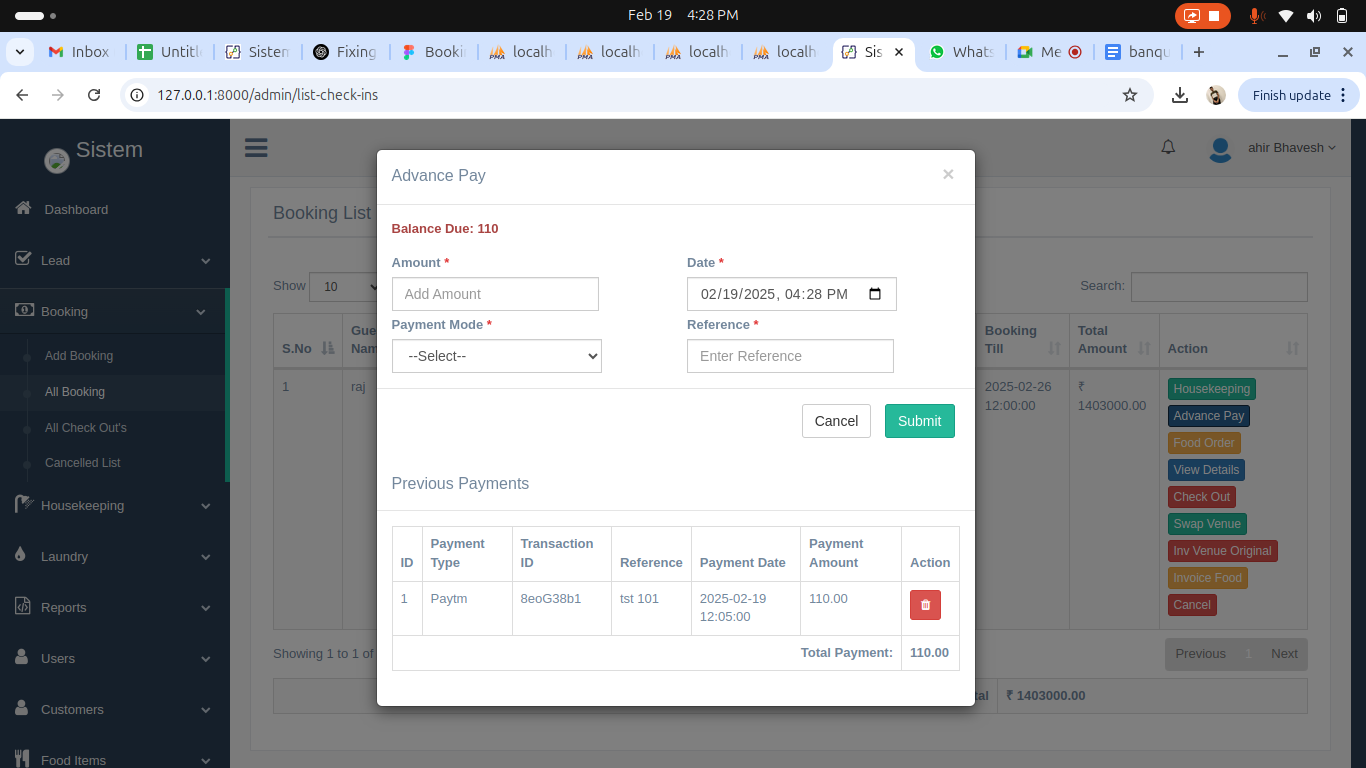 Feb 19 4:28 PM
Inbox
Untitl
Sistem
Fixing
Booki
localh
localh
localh
localh
Sis
Whats
Me
banqu
127.0.0.1:8000/admin/list-check-ins
Finish update
Sistem
ahir Bhavesh
Dashboard
Lead
Booking
Add Booking
All Booking
All Check Out's
Cancelled List
Housekeeping
Laundry
Reports
Users
Customers
Food Items
Booking List
Show 10
Search:
S.No
Booking Till
Total Amount
Action
1
raj
2025-02-26 12:00:00
₹ 1403000.00
Housekeeping
Advance Pay
Food Order
View Details
Check Out
Swap Venue
Inv Venue Original
Invoice Food
Cancel
Showing 1 to 1 of
Previous 1 Next
₹ 1403000.00
Advance Pay
×
Balance Due: 110
Amount *
Date *
Add Amount
02/19/2025, 04:28 PM
Payment Mode *
Reference *
--Select--
Enter Reference
Cancel
Submit
Previous Payments
ID
Payment Type
Transaction ID
Reference
Payment Date
Payment Amount
Action
1
Paytm
8eoG38b1
tst 101
2025-02-19 12:05:00
110.00
Total Payment: 110.00